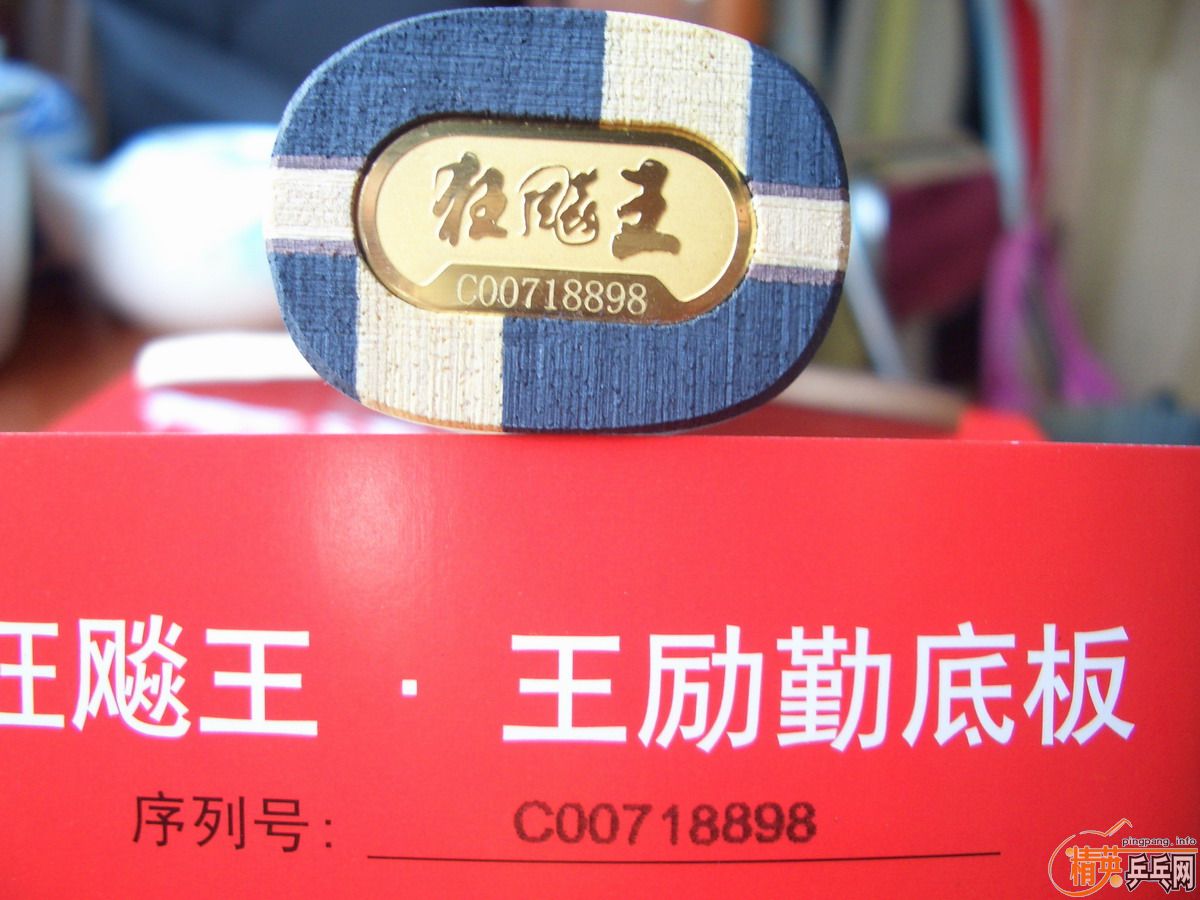 狂飚王
C00718898
狂飚王·王励勤底板
序列号: C00718898
pingpang.info
精英乒乓网